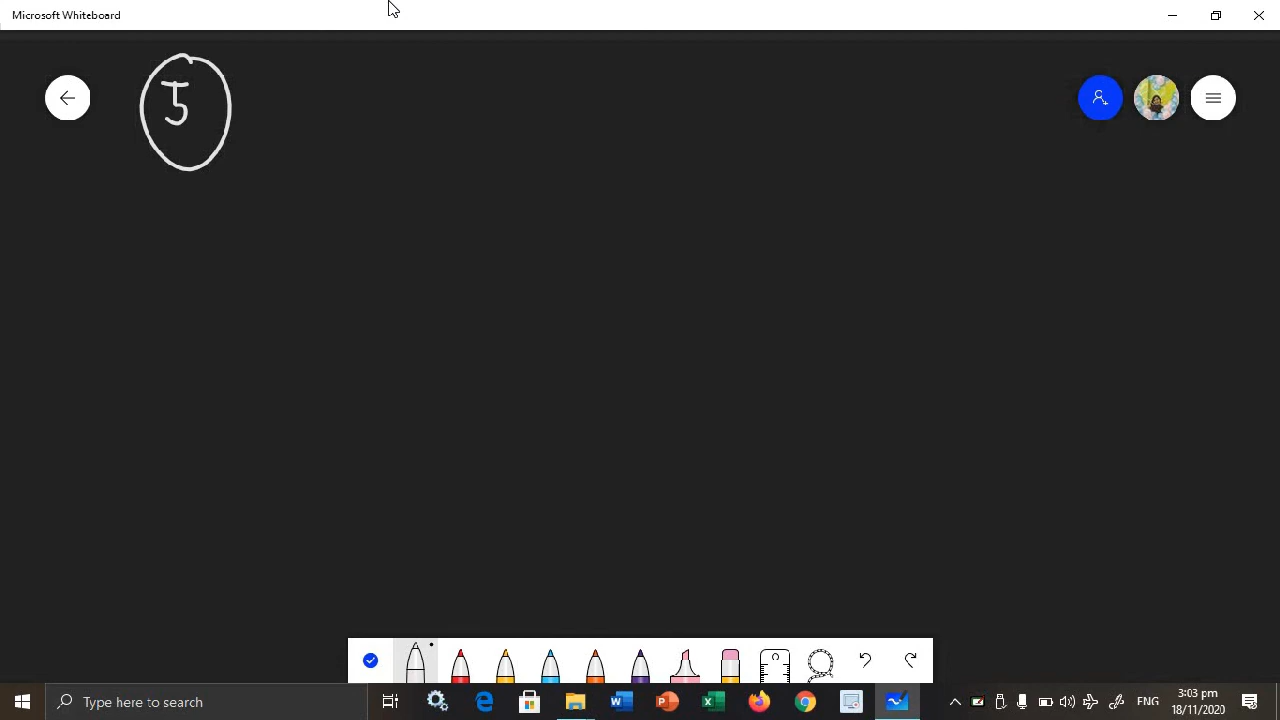 Microsoft Whiteboard
5
Type here to search
ENG
3:03 pm
18/11/2020